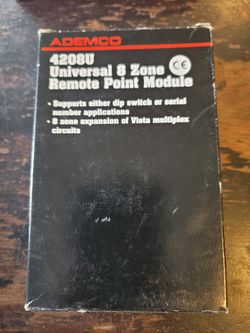 ADEMCO
4208U
Universal 8 Zone
CE
Remote Point Module
• Supports either dip switch or serial
number applications
• 8 zone expansion of Vista multiplex
circuits